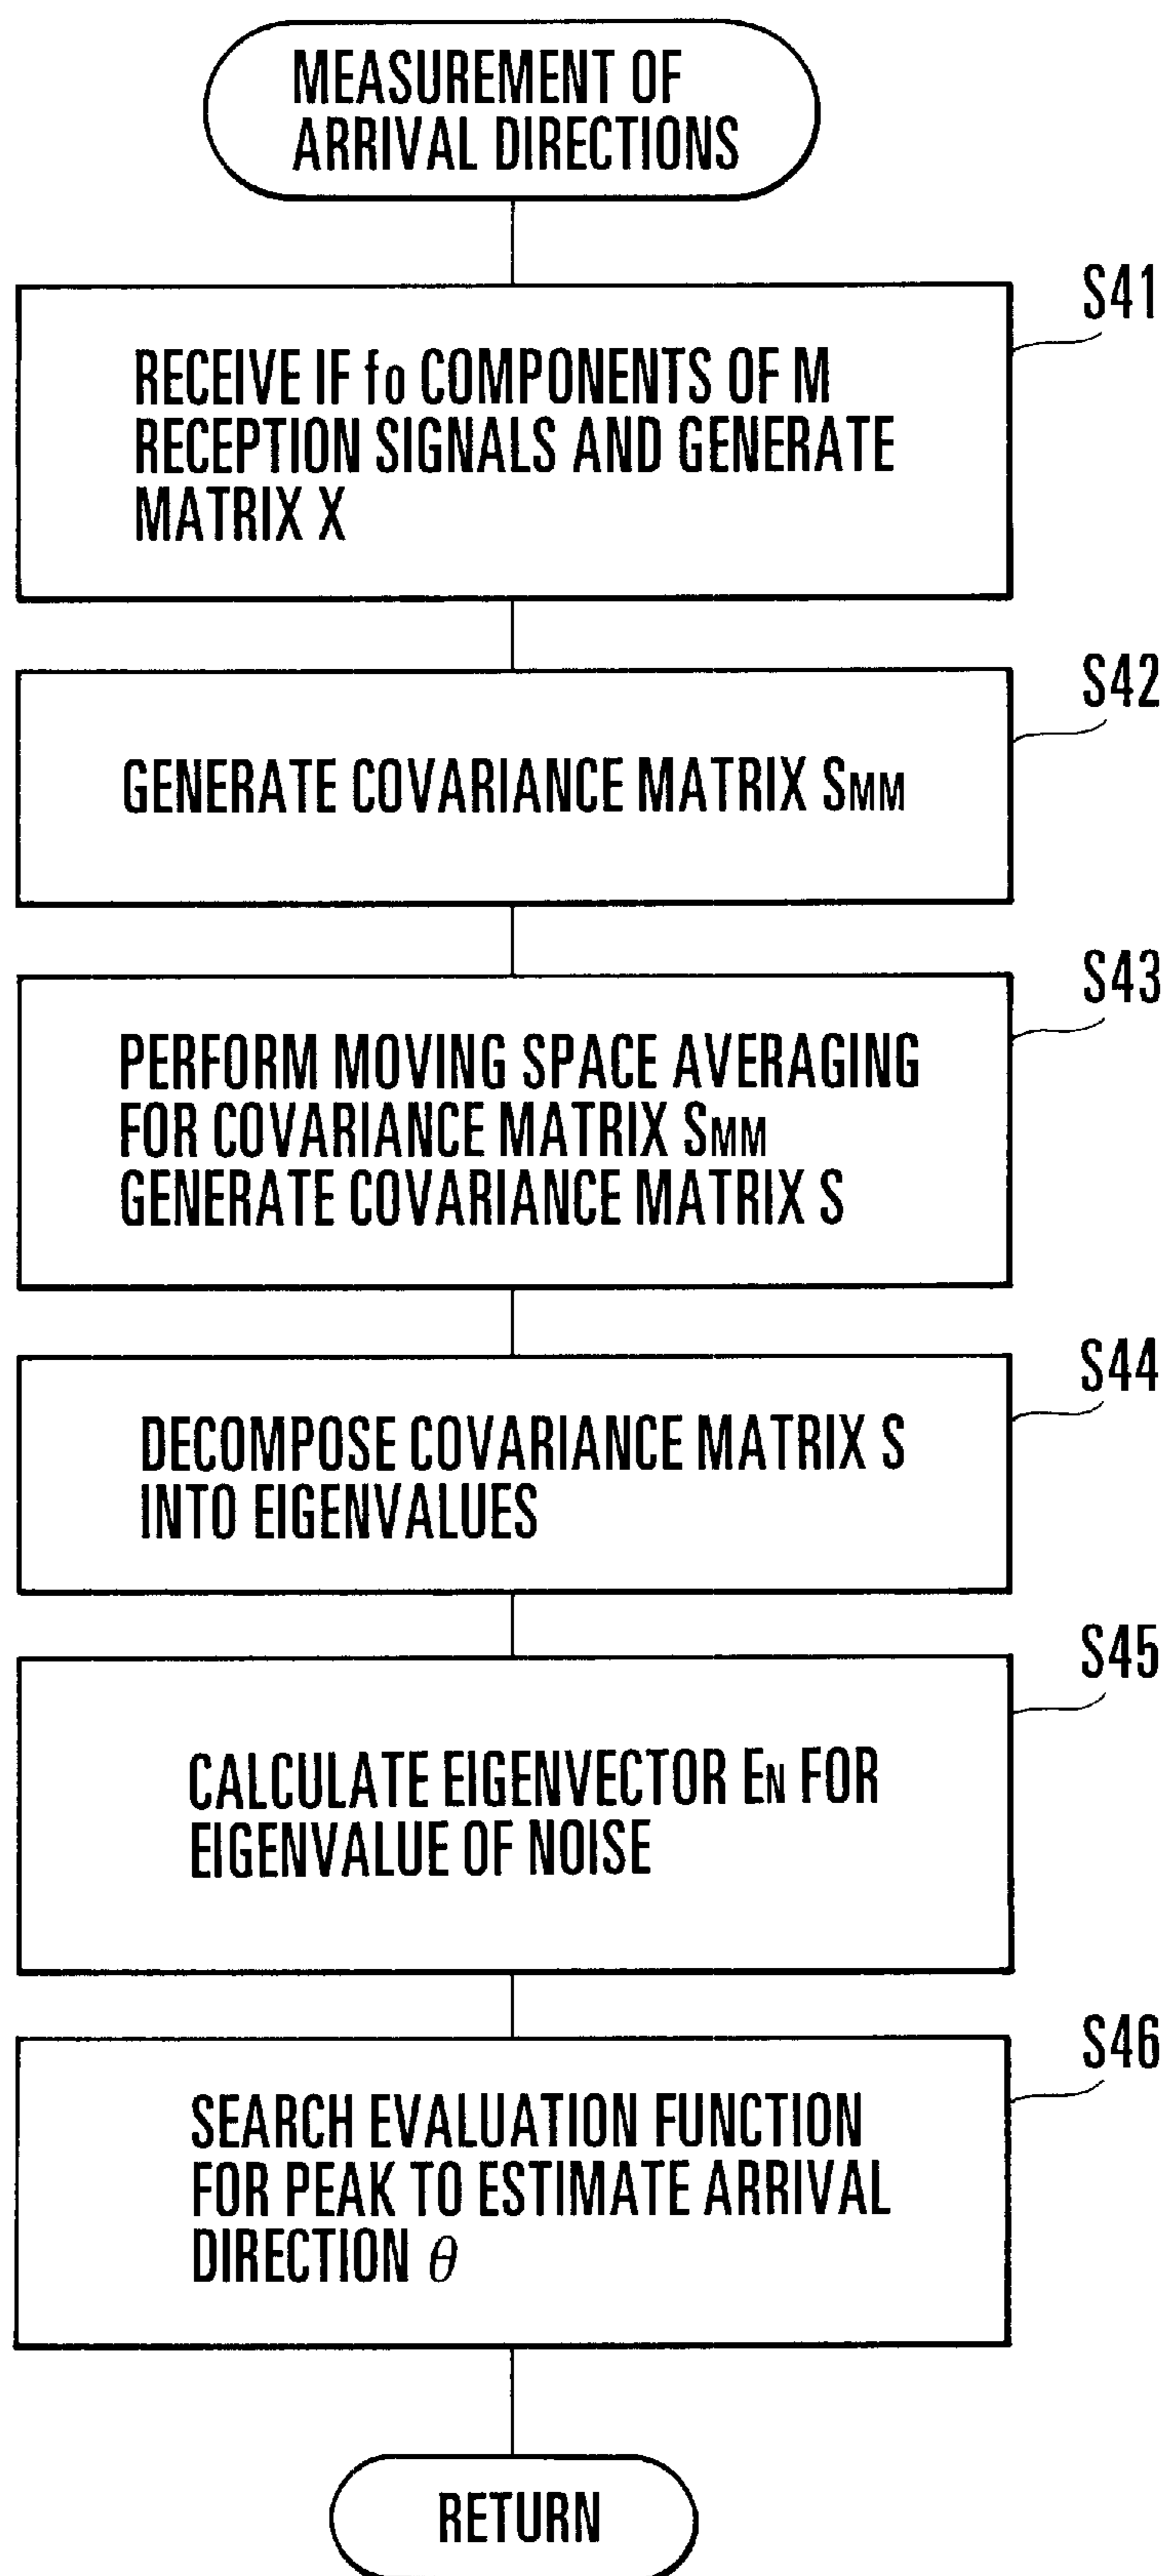 MEASUREMENT OF
ARRIVAL DIRECTIONS
S41
RECEIVE IF fo COMPONENTS OF M
RECEPTION SIGNALS AND GENERATE
MATRIX X
S42
GENERATE COVARIANCE MATRIX SMM
S43
PERFORM MOVING SPACE AVERAGING
FOR COVARIANCE MATRIX SMM
GENERATE COVARIANCE MATRIX S
S44
DECOMPOSE COVARIANCE MATRIX S
INTO EIGENVALUES
S45
CALCULATE EIGENVECTOR EN FOR
EIGENVALUE OF NOISE
S46
SEARCH EVALUATION FUNCTION
FOR PEAK TO ESTIMATE ARRIVAL
DIRECTION θ
RETURN